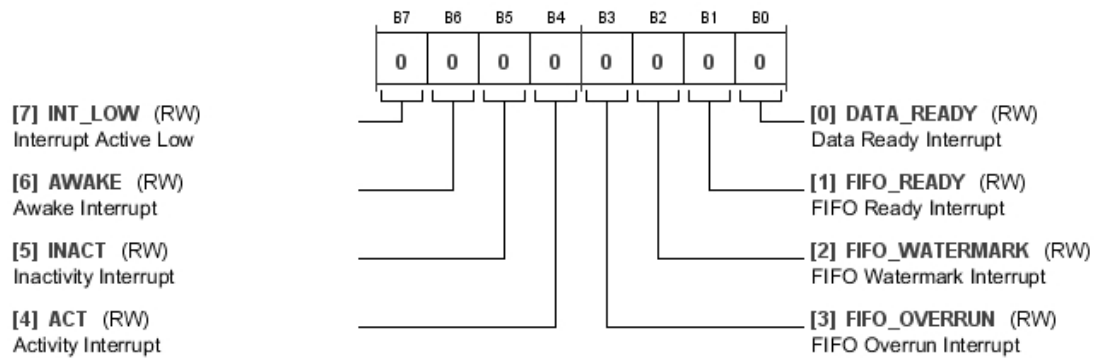 B7 B6 B5 B4 B3 B2 B1 B0
0 0 0 0 0 0 0 0
[7] INT_LOW (RW)
Interrupt Active Low
[6] AWAKE (RW)
Awake Interrupt
[5] INACT (RW)
Inactivity Interrupt
[4] ACT (RW)
Activity Interrupt
[0] DATA_READY (RW)
Data Ready Interrupt
[1] FIFO_READY (RW)
FIFO Ready Interrupt
[2] FIFO_WATERMARK (RW)
FIFO Watermark Interrupt
[3] FIFO_OVERRUN (RW)
FIFO Overrun Interrupt